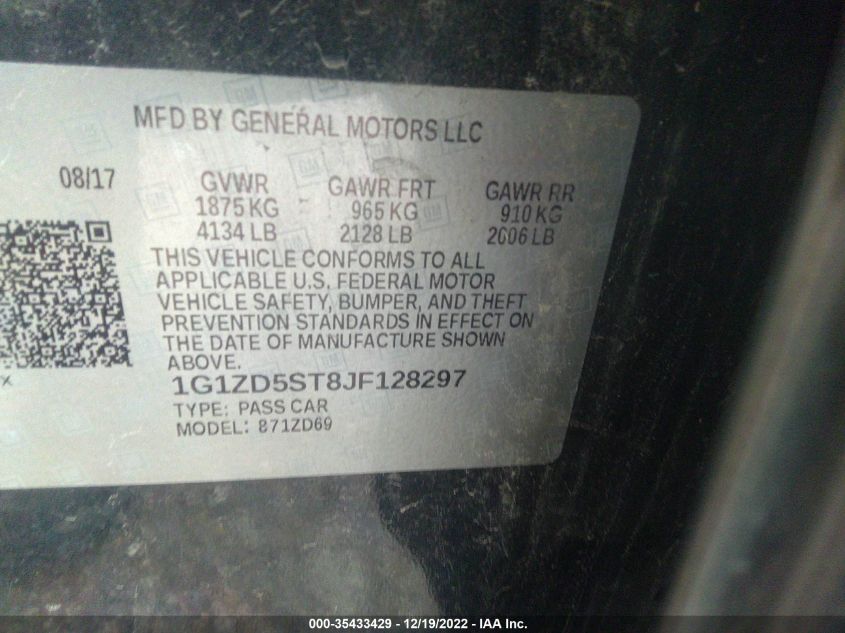 MFD BY GENERAL MOTORS LLC
08/17 GVWR GAWR FRT GAWR RR
1875 KG 965 KG 910 KG
4134 LB 2128 LB 2006 LB
THIS VEHICLE CONFORMS TO ALL
APPLICABLE U.S. FEDERAL MOTOR
VEHICLE SAFETY, BUMPER, AND THEFT
PREVENTION STANDARDS IN EFFECT ON
THE DATE OF MANUFACTURE SHOWN
ABOVE.
1G1ZD5ST8JF128297
TYPE: PASS CAR
MODEL: 871ZD69
000-35433429 - 12/19/2022 - IAA Inc.